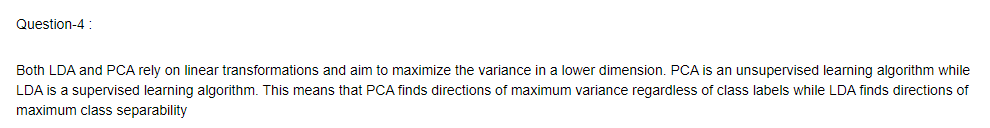 Question-4 :
Both LDA and PCA rely on linear transformations and aim to maximize the variance in a lower dimension. PCA is an unsupervised learning algorithm while
LDA is a supervised learning algorithm. This means that PCA finds directions of maximum variance regardless of class labels while LDA finds directions of
maximum class separability